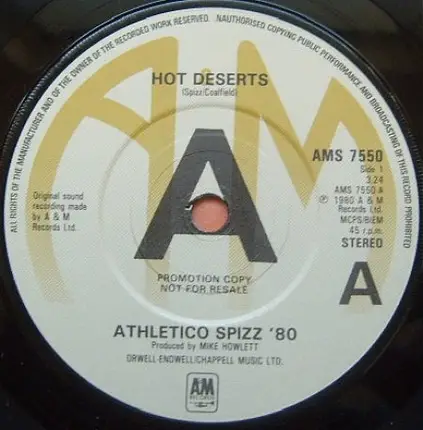 ALL RIGHTS OF THE MANUFACTURER AND OF THE OWNER OF THE RECORDED WORK RESERVED. UNAUTHORISED COPYING PUBLIC PERFORMANCE AND BROADCASTING OF THIS RECORD PROHIBITED.
A&M
HOT DESERTS
(Spizz/Coalfield)
A
AMS 7550
Side 1
3.24
AMS 7550 A
℗ 1980 A & M
Records Ltd.
MCPS/BIEM
45 r.p.m.
STEREO
A
Original sound
recording made
by A & M
Records Ltd.
PROMOTION COPY
NOT FOR RESALE
ATHLETICO SPIZZ '80
Produced by MIKE HOWLETT
ORWELL-ENDWELL/CHAPPELL MUSIC LTD.
A&M
RECORDS